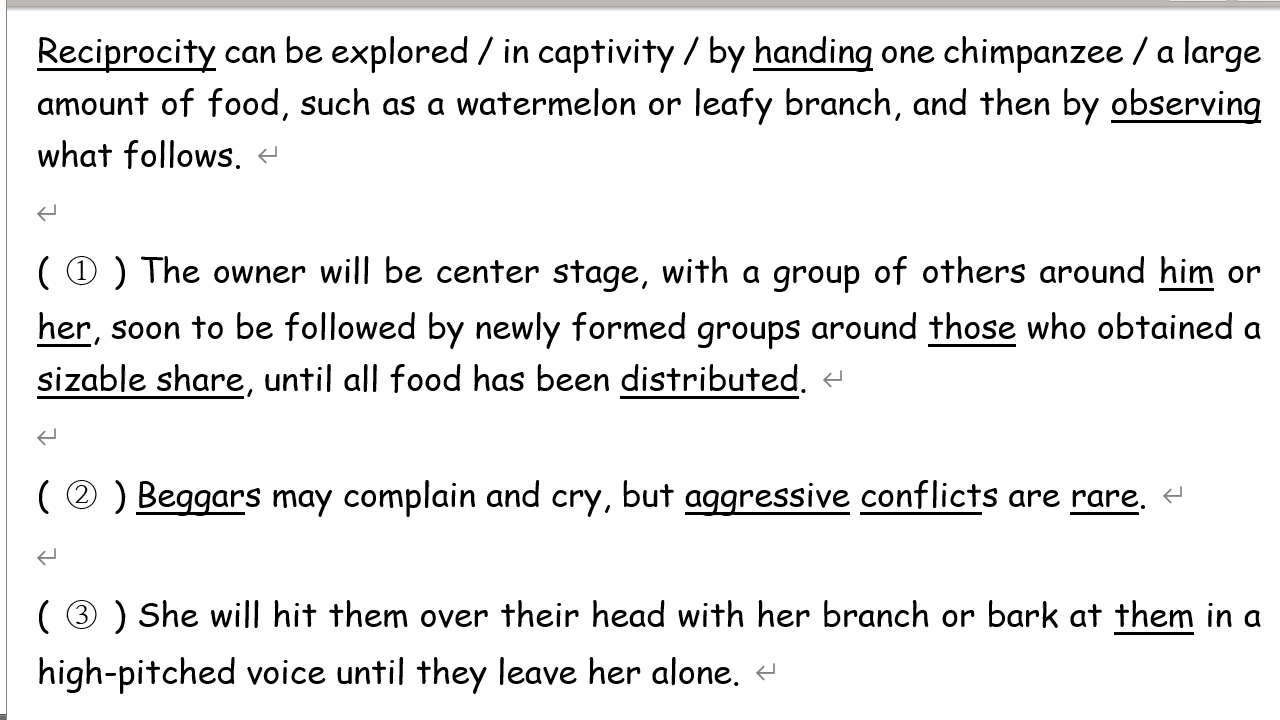 Reciprocity can be explored / in captivity / by handing one chimpanzee / a large
amount of food, such as a watermelon or leafy branch, and then by observing
what follows. ↵
↵
( ① ) The owner will be center stage, with a group of others around him or
her, soon to be followed by newly formed groups around those who obtained a
sizable share, until all food has been distributed. ↵
↵
( ② ) Beggars may complain and cry, but aggressive conflicts are rare. ↵
↵
( ③ ) She will hit them over their head with her branch or bark at them in a
high-pitched voice until they leave her alone. ↵